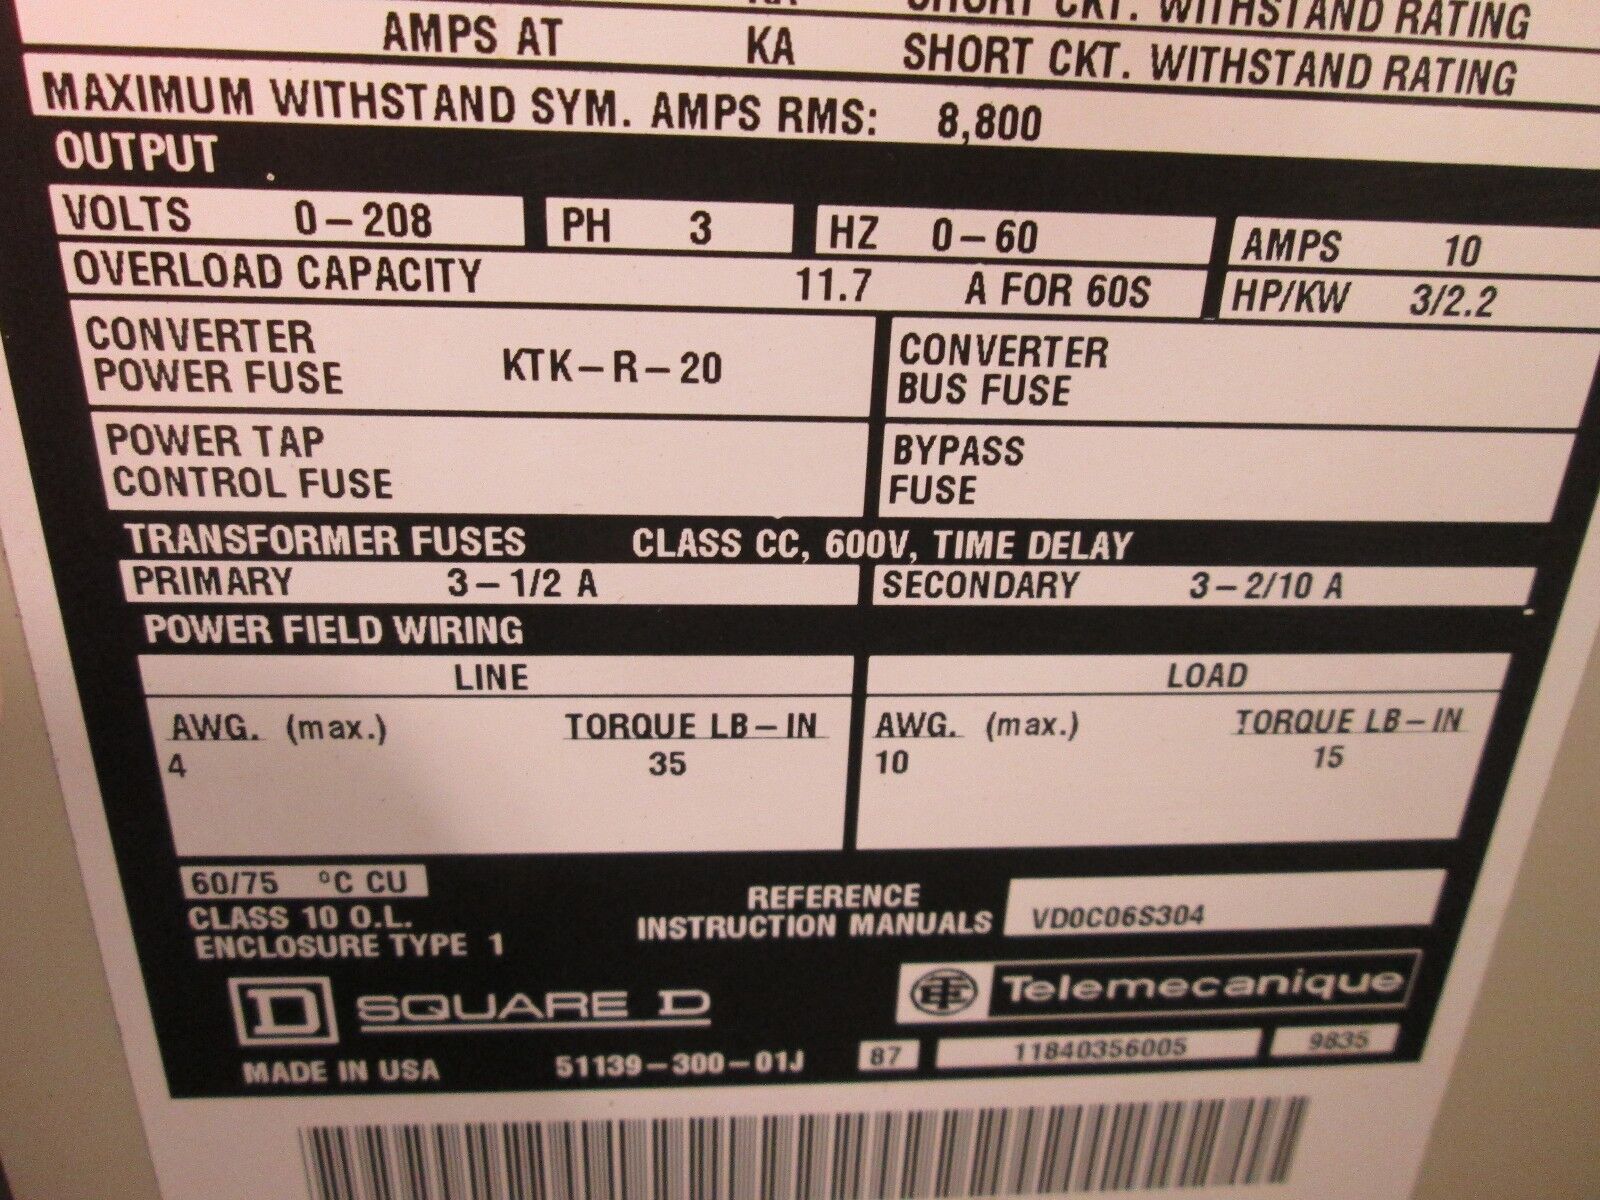 SHORT CKT. WITHSTAND RATING
AMPS AT KA SHORT CKT. WITHSTAND RATING
MAXIMUM WITHSTAND SYM. AMPS RMS: 8,800
OUTPUT
VOLTS 0-208 PH 3 HZ 0-60 AMPS 10
OVERLOAD CAPACITY 11.7 A FOR 60S HP/KW 3/2.2
CONVERTER
POWER FUSE KTK-R-20
CONVERTER
BUS FUSE
POWER TAP
CONTROL FUSE
BYPASS
FUSE
TRANSFORMER FUSES CLASS CC, 600V, TIME DELAY
PRIMARY 3-1/2 A SECONDARY 3-2/10 A
POWER FIELD WIRING
LINE LOAD
AWG. (max.) TORQUE LB-IN AWG. (max.) TORQUE LB-IN
4 35 10 15
60/75 °C CU
CLASS 10 O.L.
ENCLOSURE TYPE 1
REFERENCE
INSTRUCTION MANUALS VD0C06S304
D SQUARE D TE Telemecanique
MADE IN USA 51139-300-01J 87 11840356005 9835